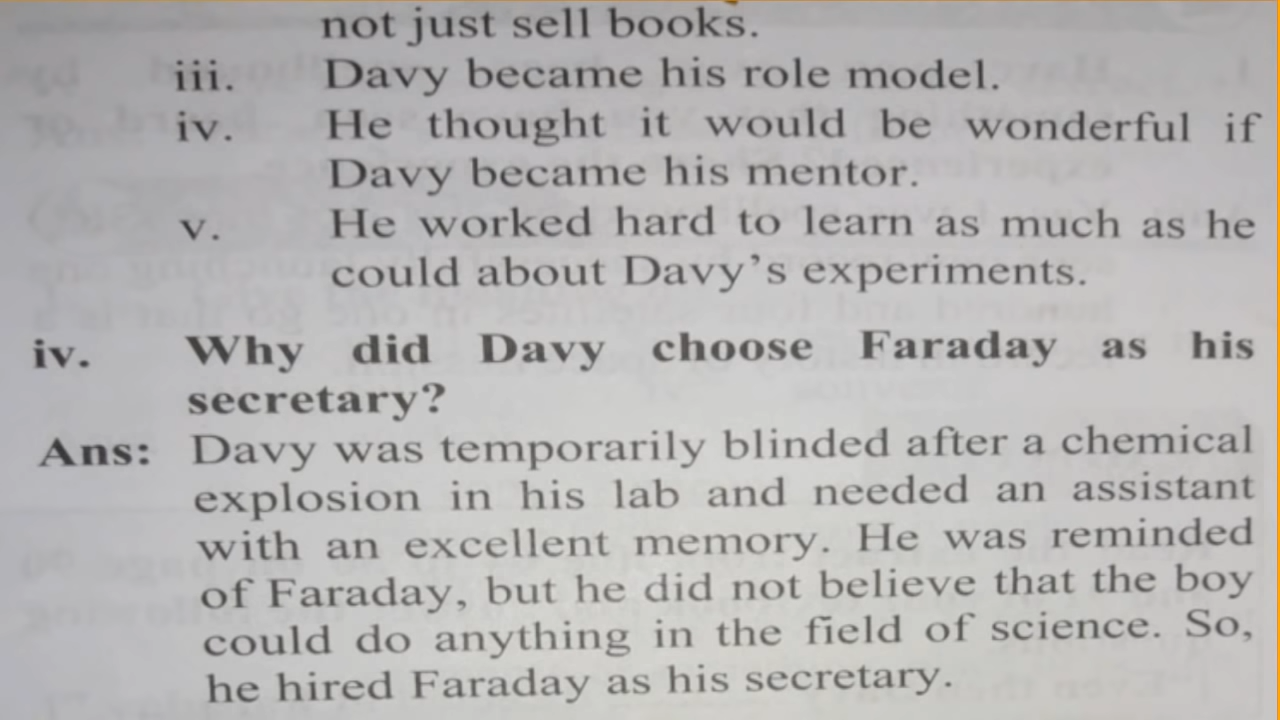 not just sell books.
iii. Davy became his role model.
iv. He thought it would be wonderful if
Davy became his mentor.
v. He worked hard to learn as much as he
could about Davy's experiments.
iv. Why did Davy choose Faraday as his
secretary?
Ans: Davy was temporarily blinded after a chemical
explosion in his lab and needed an assistant
with an excellent memory. He was reminded
of Faraday, but he did not believe that the boy
could do anything in the field of science. So,
he hired Faraday as his secretary.